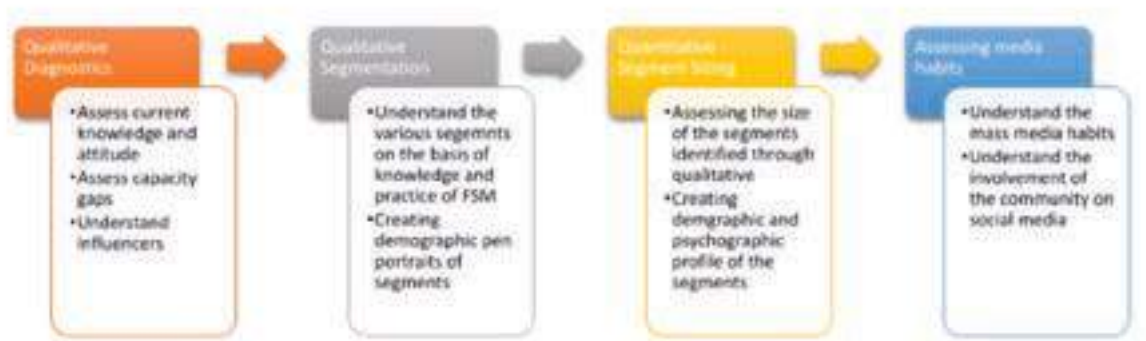 Qualitative
Diagnostics
•Assess current
knowledge and
attitude
•Assess capacity
gaps
•Understand
influencers
Qualitative
Segmentation
•Understand the
various segemnts
on the basis of
knowledge and
practice of FSM
•Creating
demographic pen
portraits of
segments
Quantitative
Segment Sizing
•Assessing the size
of the segments
identified through
qualitative
•Creating
demgraphic and
psychographic
profile of the
segments
Assessing media
habits
•Understand the
mass media habits
•Understand the
involvement of
the community on
social media